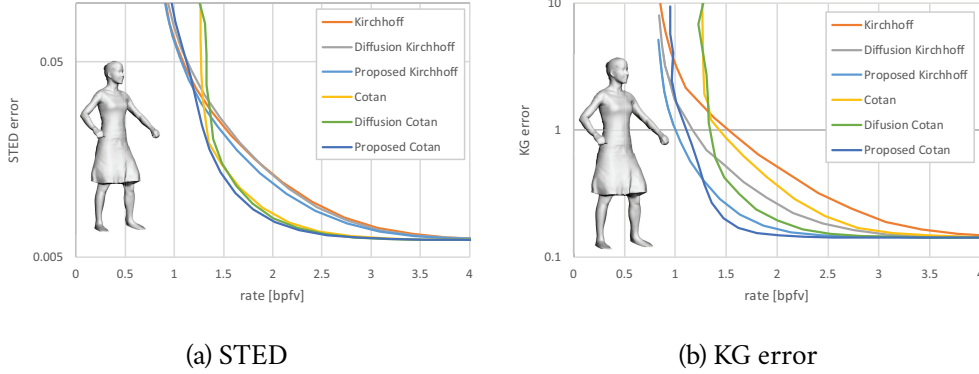 STED error
0.05
0.005
0
0.5
1
1.5
2
2.5
3
3.5
4
rate [bpfv]
Kirchhoff
Diffusion Kirchhoff
Proposed Kirchhoff
Cotan
Diffusion Cotan
Proposed Cotan
(a) STED
KG error
10
1
0.1
0
0.5
1
1.5
2
2.5
3
3.5
4
rate [bpfv]
Kirchhoff
Diffusion Kirchhoff
Proposed Kirchhoff
Cotan
Difusion Cotan
Proposed Cotan
(b) KG error